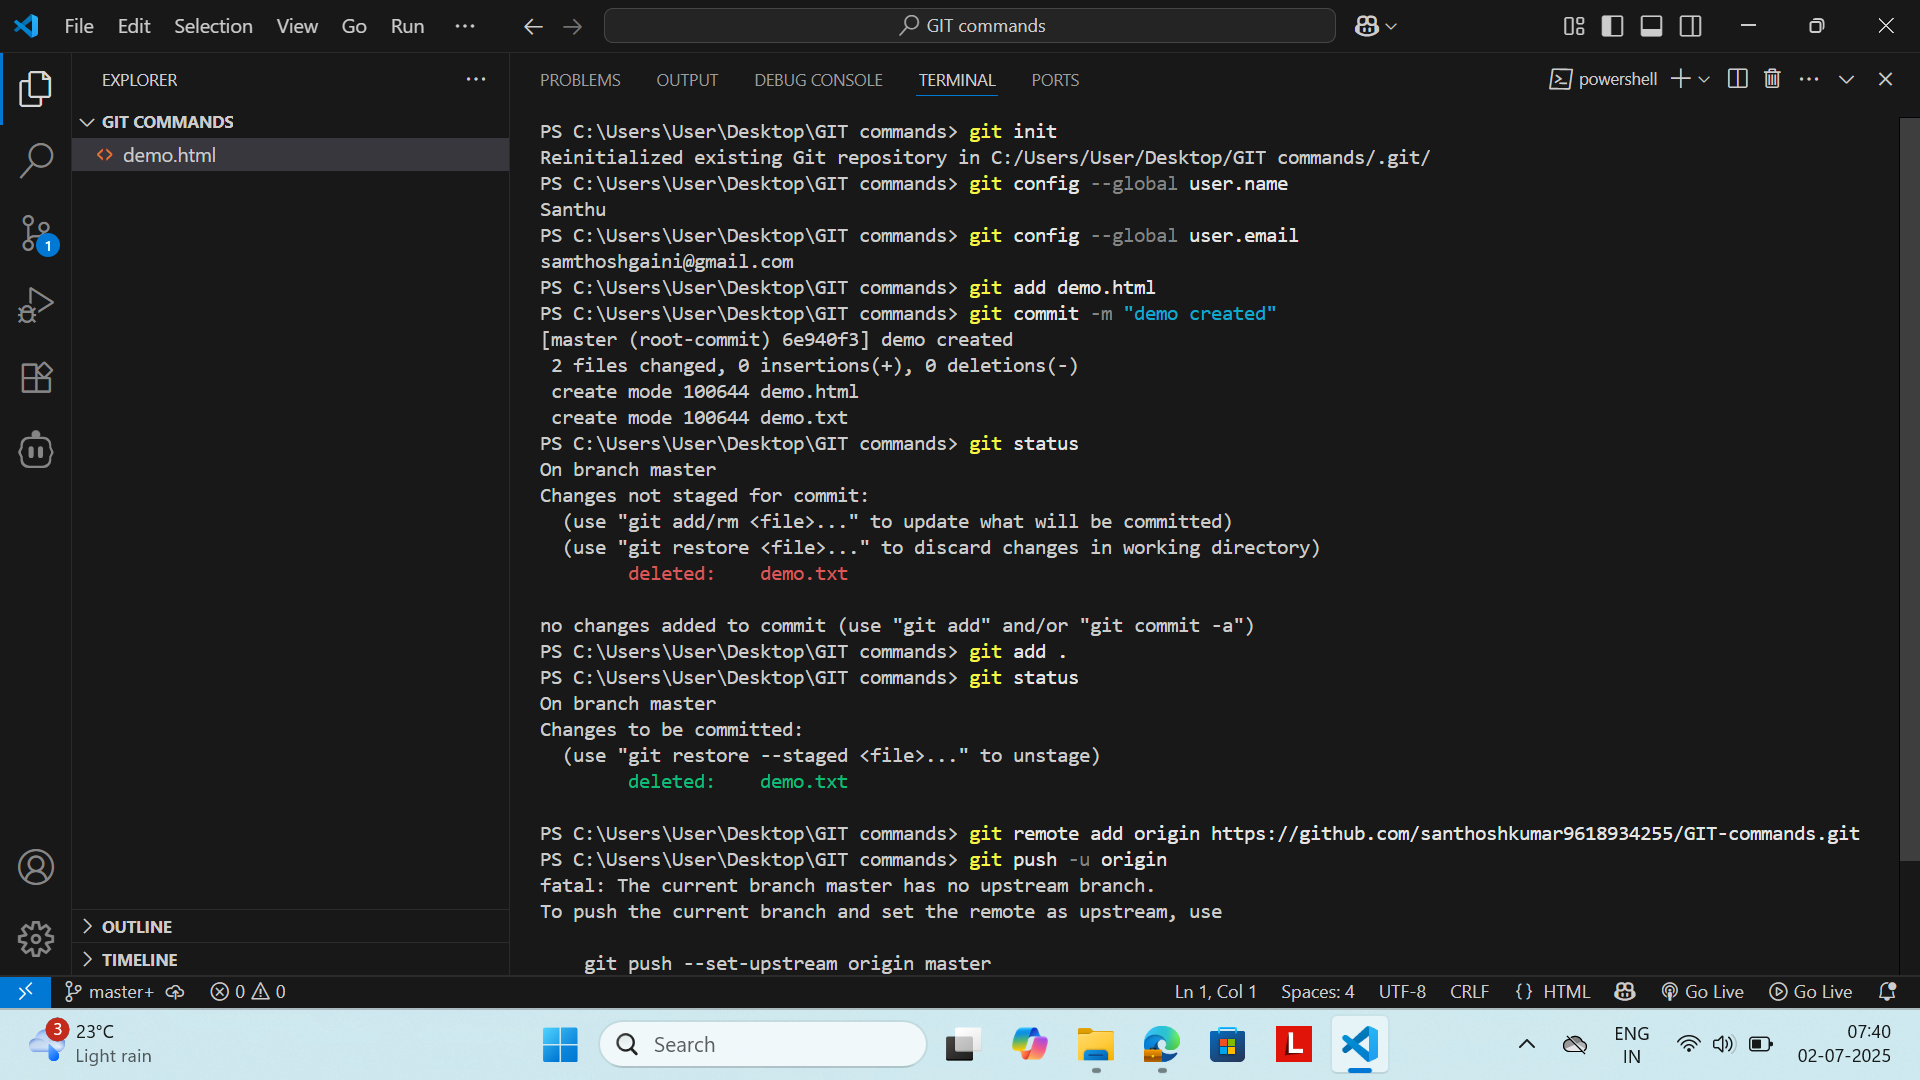 File Edit Selection View Go Run ···
GIT commands
EXPLORER
GIT COMMANDS
<> demo.html
1
OUTLINE
TIMELINE
PROBLEMS OUTPUT DEBUG CONSOLE TERMINAL PORTS
powershell
PS C:\Users\User\Desktop\GIT commands> git init
Reinitialized existing Git repository in C:/Users/User/Desktop/GIT commands/.git/
PS C:\Users\User\Desktop\GIT commands> git config --global user.name
Santhu
PS C:\Users\User\Desktop\GIT commands> git config --global user.email
samthoshgaini@gmail.com
PS C:\Users\User\Desktop\GIT commands> git add demo.html
PS C:\Users\User\Desktop\GIT commands> git commit -m "demo created"
[master (root-commit) 6e940f3] demo created
 2 files changed, 0 insertions(+), 0 deletions(-)
 create mode 100644 demo.html
 create mode 100644 demo.txt
PS C:\Users\User\Desktop\GIT commands> git status
On branch master
Changes not staged for commit:
  (use "git add/rm <file>..." to update what will be committed)
  (use "git restore <file>..." to discard changes in working directory)
        deleted:    demo.txt
no changes added to commit (use "git add" and/or "git commit -a")
PS C:\Users\User\Desktop\GIT commands> git add .
PS C:\Users\User\Desktop\GIT commands> git status
On branch master
Changes to be committed:
  (use "git restore --staged <file>..." to unstage)
        deleted:    demo.txt
PS C:\Users\User\Desktop\GIT commands> git remote add origin https://github.com/santhoshkumar9618934255/GIT-commands.git
PS C:\Users\User\Desktop\GIT commands> git push -u origin
fatal: The current branch master has no upstream branch.
To push the current branch and set the remote as upstream, use
    git push --set-upstream origin master
master+ 0 0 Ln 1, Col 1 Spaces: 4 UTF-8 CRLF {} HTML Go Live Go Live
3 23°C
Light rain
Search
L
ENG
IN
07:40
02-07-2025